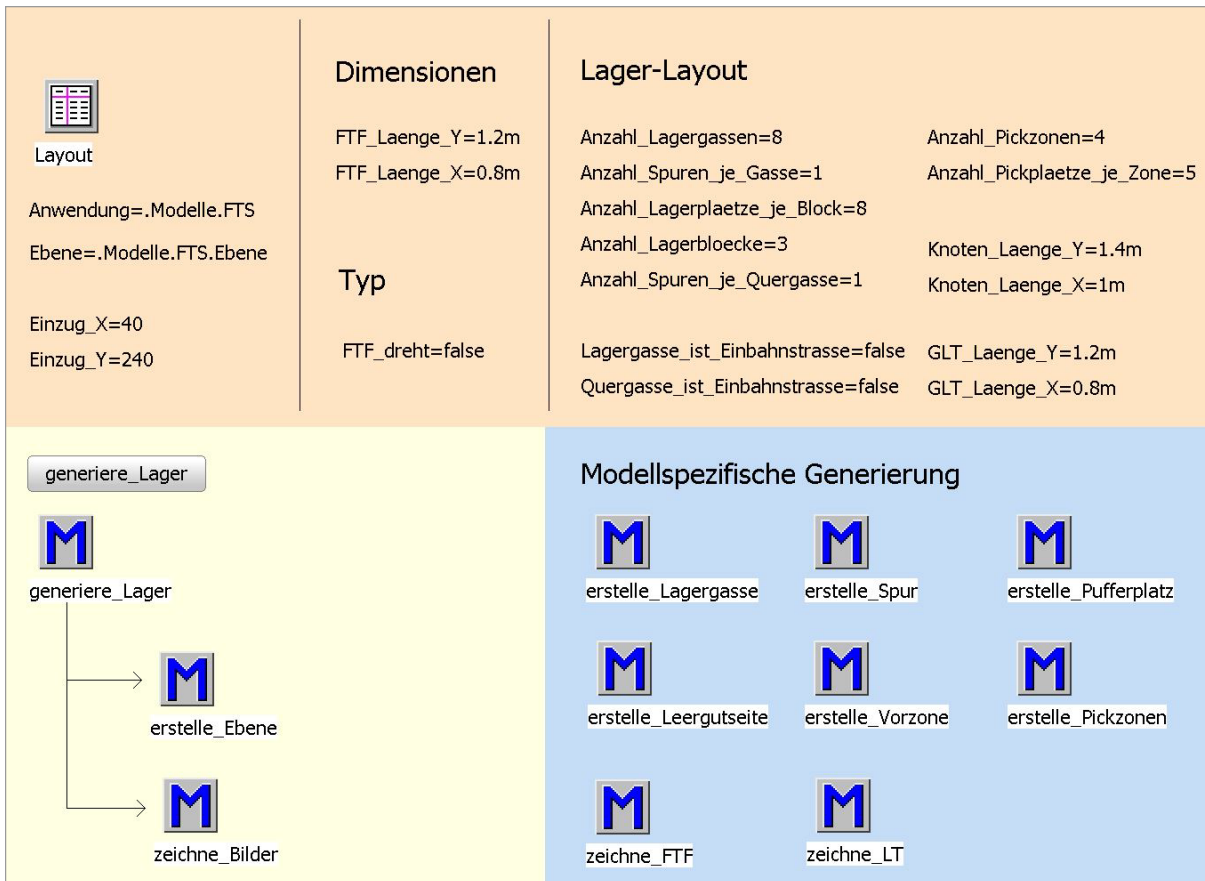 Layout
Anwendung=.Modelle.FTS
Ebene=.Modelle.FTS.Ebene
Einzug_X=40
Einzug_Y=240
Dimensionen
FTF_Laenge_Y=1.2m
FTF_Laenge_X=0.8m
Typ
FTF_dreht=false
Lager-Layout
Anzahl_Lagergassen=8
Anzahl_Spuren_je_Gasse=1
Anzahl_Lagerplaetze_je_Block=8
Anzahl_Lagerbloecke=3
Anzahl_Spuren_je_Quergasse=1
Lagergasse_ist_Einbahnstrasse=false
Quergasse_ist_Einbahnstrasse=false
Anzahl_Pickzonen=4
Anzahl_Pickplaetze_je_Zone=5
Knoten_Laenge_Y=1.4m
Knoten_Laenge_X=1m
GLT_Laenge_Y=1.2m
GLT_Laenge_X=0.8m
generiere_Lager
M
generiere_Lager
M
erstelle_Ebene
M
zeichne_Bilder
Modellspezifische Generierung
M M M
erstelle_Lagergasse erstelle_Spur erstelle_Pufferplatz
M M M
erstelle_Leergutseite erstelle_Vorzone erstelle_Pickzonen
M M
zeichne_FTF zeichne_LT